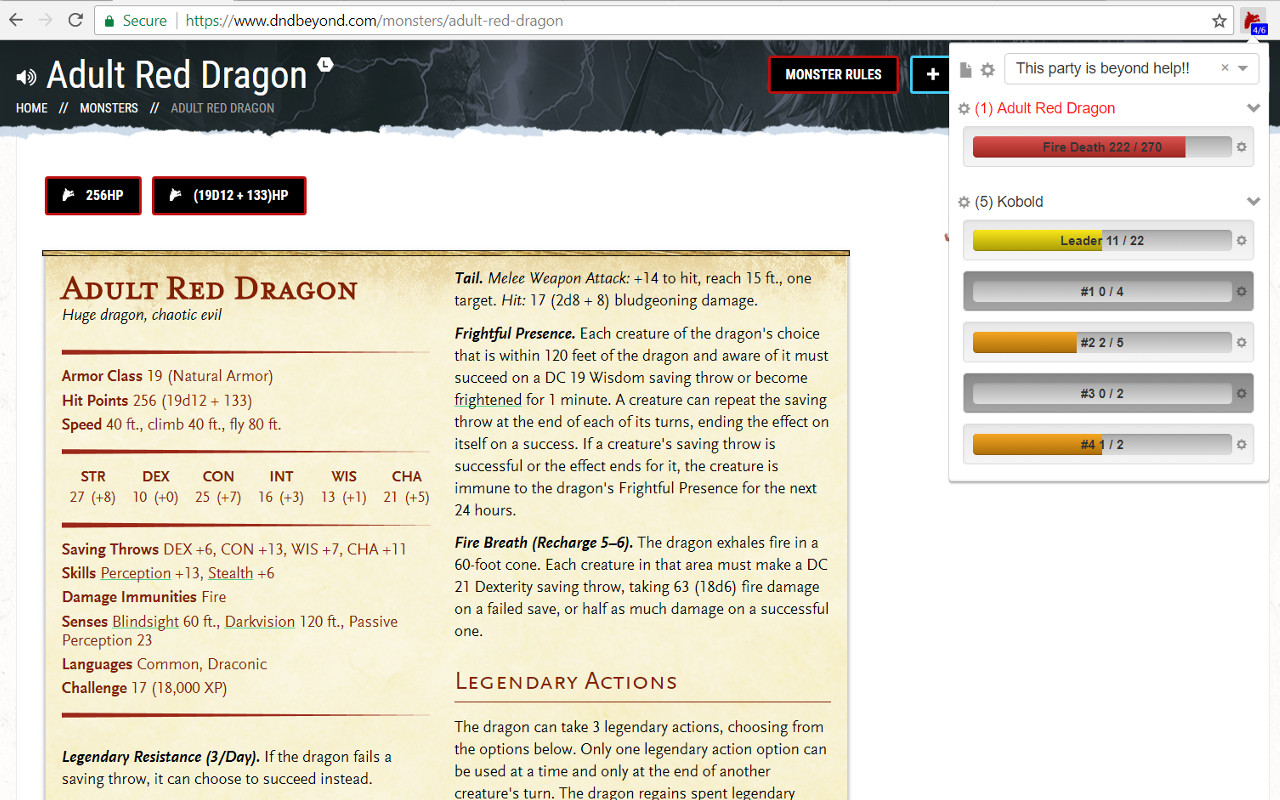 Secure https://www.dndbeyond.com/monsters/adult-red-dragon
4/6
Adult Red Dragon L
HOME // MONSTERS // ADULT RED DRAGON
MONSTER RULES
+
256HP
(19D12 + 133)HP
Adult Red Dragon
Huge dragon, chaotic evil
Armor Class 19 (Natural Armor)
Hit Points 256 (19d12 + 133)
Speed 40 ft., climb 40 ft., fly 80 ft.
STR DEX CON INT WIS CHA
27 (+8) 10 (+0) 25 (+7) 16 (+3) 13 (+1) 21 (+5)
Saving Throws DEX +6, CON +13, WIS +7, CHA +11
Skills Perception +13, Stealth +6
Damage Immunities Fire
Senses Blindsight 60 ft., Darkvision 120 ft., Passive
Perception 23
Languages Common, Draconic
Challenge 17 (18,000 XP)
Legendary Resistance (3/Day). If the dragon fails a
saving throw, it can choose to succeed instead.
Tail. Melee Weapon Attack: +14 to hit, reach 15 ft., one
target. Hit: 17 (2d8 + 8) bludgeoning damage.
Frightful Presence. Each creature of the dragon's choice
that is within 120 feet of the dragon and aware of it must
succeed on a DC 19 Wisdom saving throw or become
frightened for 1 minute. A creature can repeat the saving
throw at the end of each of its turns, ending the effect on
itself on a success. If a creature's saving throw is
successful or the effect ends for it, the creature is
immune to the dragon's Frightful Presence for the next
24 hours.
Fire Breath (Recharge 5–6). The dragon exhales fire in a
60-foot cone. Each creature in that area must make a DC
21 Dexterity saving throw, taking 63 (18d6) fire damage
on a failed save, or half as much damage on a successful
one.
Legendary Actions
The dragon can take 3 legendary actions, choosing from
the options below. Only one legendary action option can
be used at a time and only at the end of another
creature's turn. The dragon regains spent legendary
This party is beyond help!! ×
(1) Adult Red Dragon
Fire Death 222 / 270
(5) Kobold
Leader 11 / 22
#1 0 / 4
#2 2 / 5
#3 0 / 2
#4 1 / 2